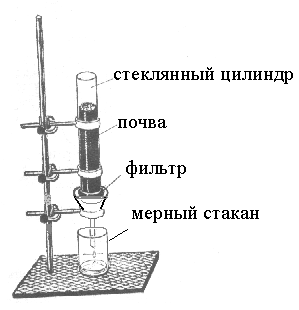 стеклянный цилиндр
почва
фильтр
мерный стакан